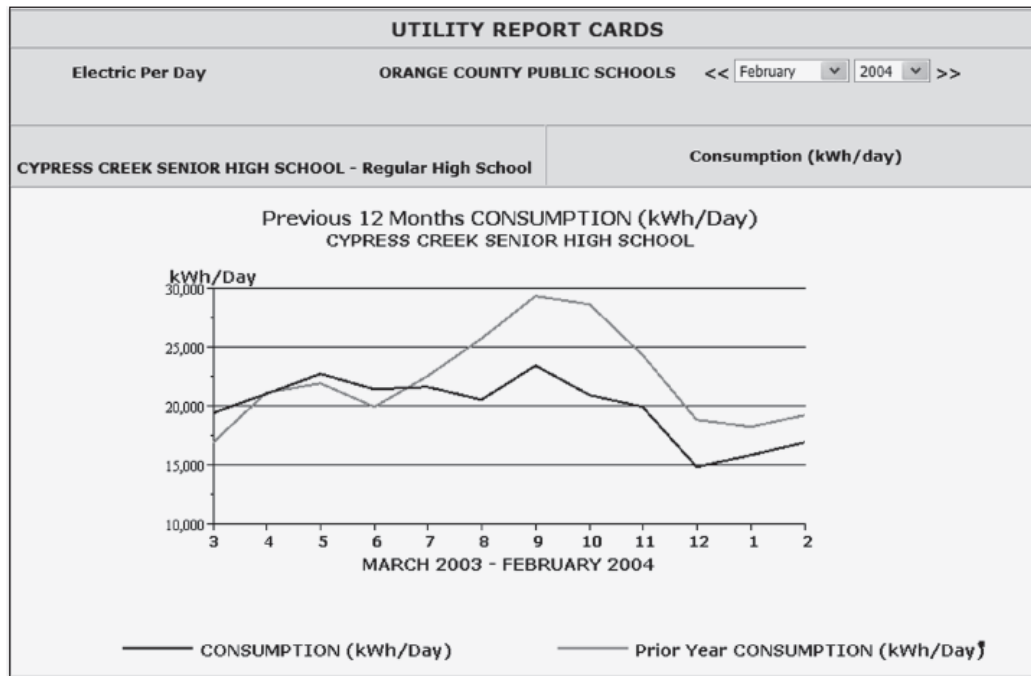 UTILITY REPORT CARDS
Electric Per Day ORANGE COUNTY PUBLIC SCHOOLS << February 2004 >>
CYPRESS CREEK SENIOR HIGH SCHOOL - Regular High School Consumption (kWh/day)
Previous 12 Months CONSUMPTION (kWh/Day)
CYPRESS CREEK SENIOR HIGH SCHOOL
kWh/Day
30,000
25,000
20,000
15,000
10,000
3 4 5 6 7 8 9 10 11 12 1 2
MARCH 2003 - FEBRUARY 2004
CONSUMPTION (kWh/Day) Prior Year CONSUMPTION (kWh/Day)